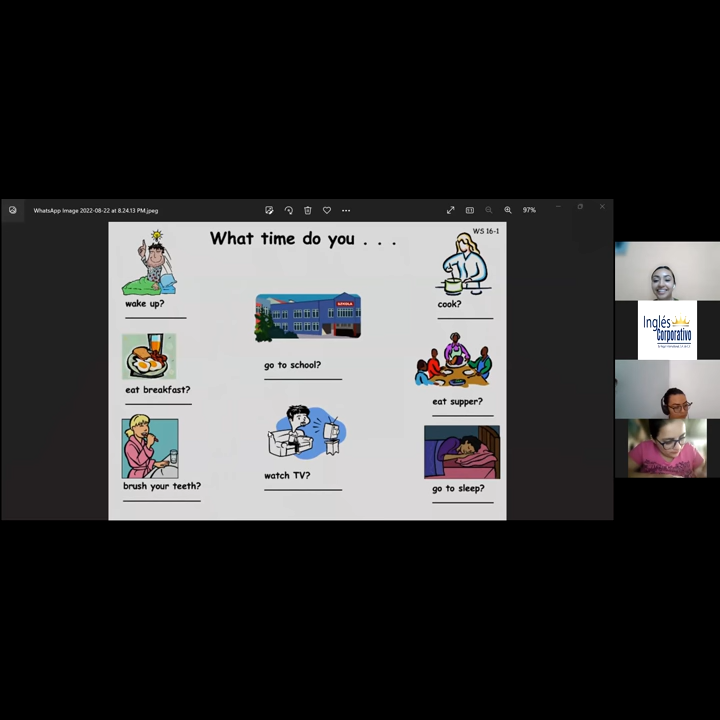 WhatsApp Image 2022-08-22 at 8.24.13 PM.jpeg
97%
WS 16-1
What time do you . . .
wake up?
cook?
go to school?
eat breakfast?
eat supper?
brush your teeth?
watch TV?
go to sleep?
Inglés
Corporativo